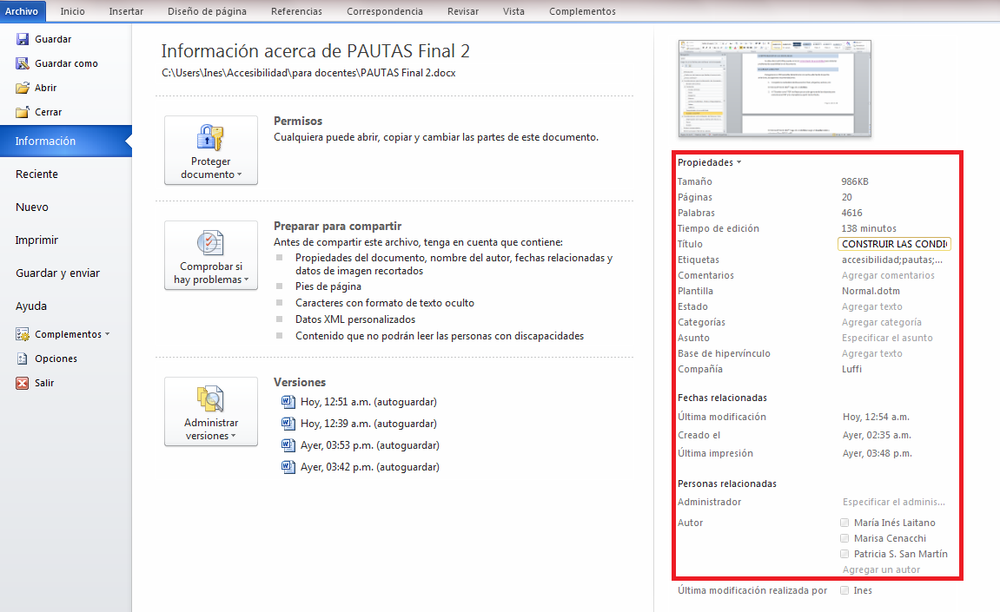 Archivo Inicio Insertar Diseño de página Referencias Correspondencia Revisar Vista Complementos
Guardar
Guardar como
Abrir
Cerrar
Información
Reciente
Nuevo
Imprimir
Guardar y enviar
Ayuda
Complementos
Opciones
Salir
Información acerca de PAUTAS Final 2
C:\Users\Ines\Accesibilidad\para docentes\PAUTAS Final 2.docx
Proteger
documento
Permisos
Cualquiera puede abrir, copiar y cambiar las partes de este documento.
Comprobar si
hay problemas
Preparar para compartir
Antes de compartir este archivo, tenga en cuenta que contiene:
Propiedades del documento, nombre del autor, fechas relacionadas y
datos de imagen recortados
Pies de página
Caracteres con formato de texto oculto
Datos XML personalizados
Contenido que no podrán leer las personas con discapacidades
Administrar
versiones
Versiones
Hoy, 12:51 a.m. (autoguardar)
Hoy, 12:39 a.m. (autoguardar)
Ayer, 03:53 p.m. (autoguardar)
Ayer, 03:42 p.m. (autoguardar)
Propiedades
Tamaño 986KB
Páginas 20
Palabras 4616
Tiempo de edición 138 minutos
Título CONSTRUIR LAS CONDI
Etiquetas accesibilidad;pautas;...
Comentarios Agregar comentarios
Plantilla Normal.dotm
Estado Agregar texto
Categorías Agregar categoría
Asunto Especificar el asunto
Base de hipervínculo Agregar texto
Compañía Luffi
Fechas relacionadas
Última modificación Hoy, 12:54 a.m.
Creado el Ayer, 02:35 a.m.
Última impresión Ayer, 03:48 p.m.
Personas relacionadas
Administrador Especificar el adminis...
Autor María Inés Laitano
Marisa Cenacchi
Patricia S. San Martín
Agregar un autor
Última modificación realizada por Ines